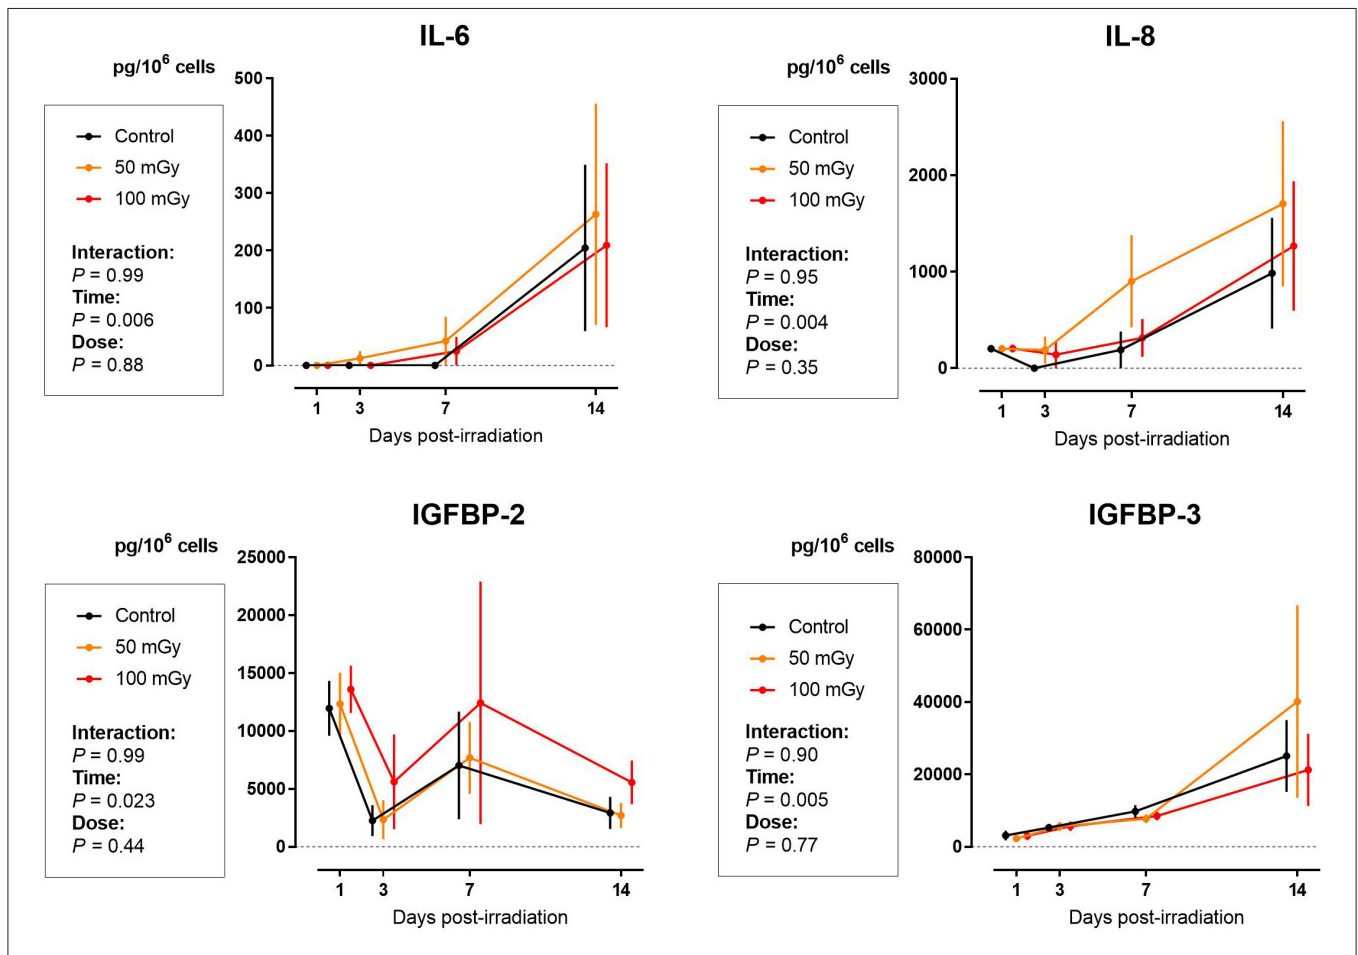 IL-6
pg/10⁶ cells
Control
50 mGy
100 mGy
Interaction:
P = 0.99
Time:
P = 0.006
Dose:
P = 0.88
500
400
300
200
100
0
1 3 7 14
Days post-irradiation
IL-8
pg/10⁶ cells
Control
50 mGy
100 mGy
Interaction:
P = 0.95
Time:
P = 0.004
Dose:
P = 0.35
3000
2000
1000
0
1 3 7 14
Days post-irradiation
IGFBP-2
pg/10⁶ cells
Control
50 mGy
100 mGy
Interaction:
P = 0.99
Time:
P = 0.023
Dose:
P = 0.44
25000
20000
15000
10000
5000
0
1 3 7 14
Days post-irradiation
IGFBP-3
pg/10⁶ cells
Control
50 mGy
100 mGy
Interaction:
P = 0.90
Time:
P = 0.005
Dose:
P = 0.77
80000
60000
40000
20000
0
1 3 7 14
Days post-irradiation